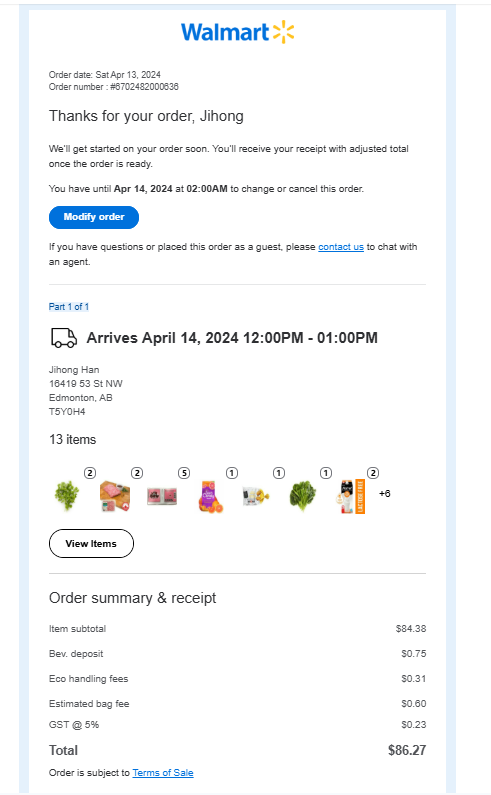 Walmart
Order date: Sat Apr 13, 2024
Order number : #6702482000636
Thanks for your order, Jihong
We'll get started on your order soon. You'll receive your receipt with adjusted total
once the order is ready.
You have until Apr 14, 2024 at 02:00AM to change or cancel this order.
Modify order
If you have questions or placed this order as a guest, please contact us to chat with
an agent.
Part 1 of 1
Arrives April 14, 2024 12:00PM - 01:00PM
Jihong Han
16419 53 St NW
Edmonton, AB
T5Y0H4
13 items
2 2 5 1 1 1 2
LACTOSE FREE
+6
View Items
Order summary & receipt
Item subtotal $84.38
Bev. deposit $0.75
Eco handling fees $0.31
Estimated bag fee $0.60
GST @ 5% $0.23
Total $86.27
Order is subject to Terms of Sale